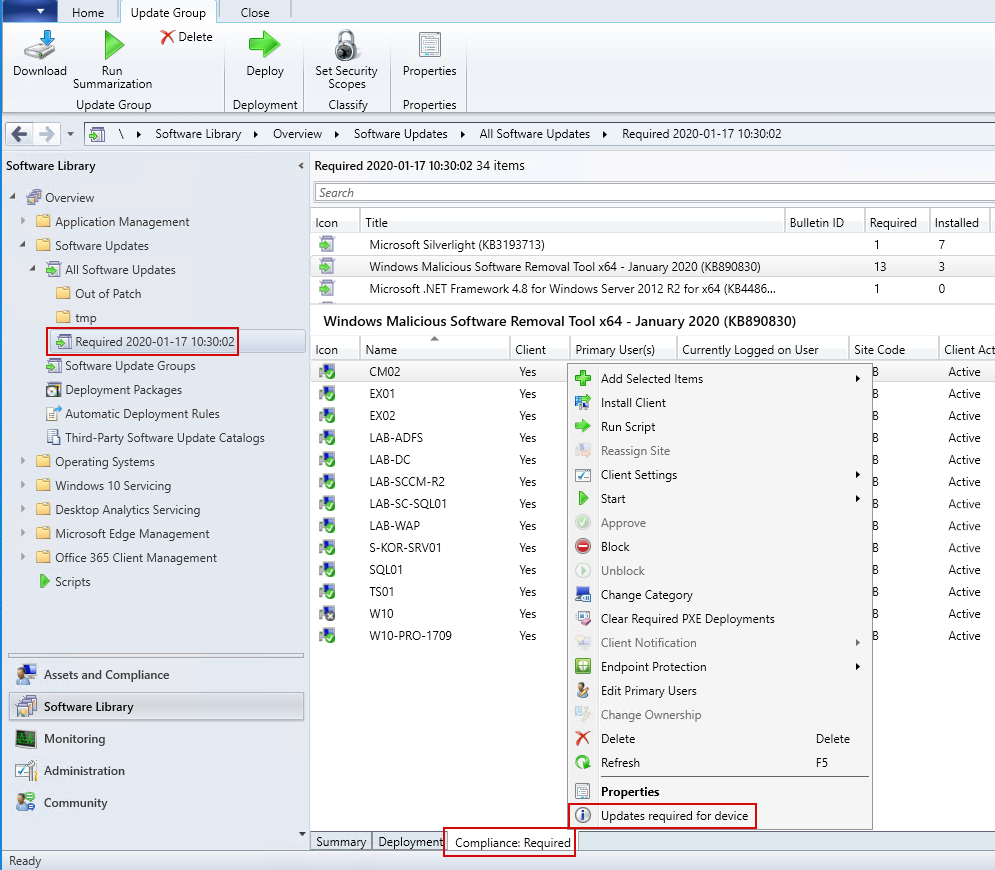 Home
Update Group
Close
Download
Run
Summarization
Delete
Update Group
Deploy
Deployment
Set Security
Scopes
Classify
Properties
Properties
\ Software Library Overview Software Updates All Software Updates Required 2020-01-17 10:30:02
Software Library
Overview
Application Management
Software Updates
All Software Updates
Out of Patch
tmp
Required 2020-01-17 10:30:02
Software Update Groups
Deployment Packages
Automatic Deployment Rules
Third-Party Software Update Catalogs
Operating Systems
Windows 10 Servicing
Desktop Analytics Servicing
Microsoft Edge Management
Office 365 Client Management
Scripts
Assets and Compliance
Software Library
Monitoring
Administration
Community
Required 2020-01-17 10:30:02 34 items
Search
Icon Title Bulletin ID Required Installed
Microsoft Silverlight (KB3193713) 1 7
Windows Malicious Software Removal Tool x64 - January 2020 (KB890830) 13 3
Microsoft .NET Framework 4.8 for Windows Server 2012 R2 for x64 (KB4486... 1 0
Windows Malicious Software Removal Tool x64 - January 2020 (KB890830)
Icon Name Client Primary User(s) Currently Logged on User Site Code Client Act
CM02 Yes B Active
EX01 Yes B Active
EX02 Yes B Active
LAB-ADFS Yes B Active
LAB-DC Yes B Active
LAB-SCCM-R2 Yes B Active
LAB-SC-SQL01 Yes B Active
LAB-WAP Yes B Active
S-KOR-SRV01 Yes B Active
SQL01 Yes B Active
TS01 Yes B Active
W10 Yes B Active
W10-PRO-1709 Yes B Active
Add Selected Items
Install Client
Run Script
Reassign Site
Client Settings
Start
Approve
Block
Unblock
Change Category
Clear Required PXE Deployments
Client Notification
Endpoint Protection
Edit Primary Users
Change Ownership
Delete Delete
Refresh F5
Properties
Updates required for device
Summary Deployment Compliance: Required
Ready